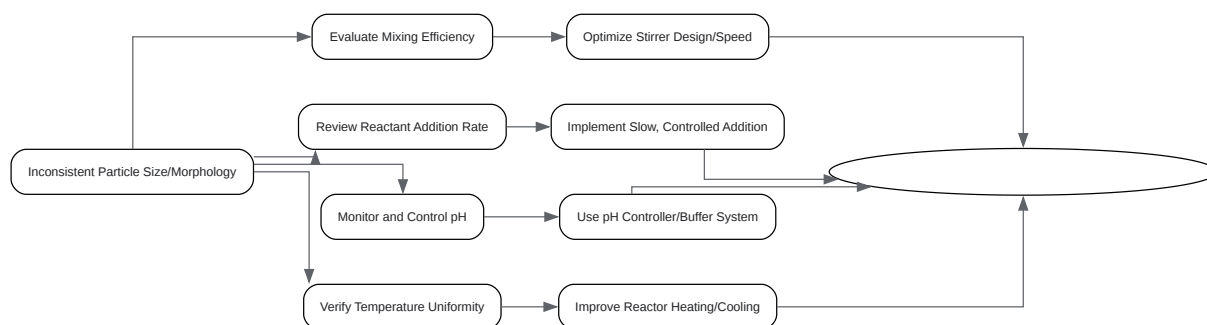 Evaluate Mixing Efficiency
Optimize Stirrer Design/Speed
Review Reactant Addition Rate
Implement Slow, Controlled Addition
Inconsistent Particle Size/Morphology
Monitor and Control pH
Use pH Controller/Buffer System
Verify Temperature Uniformity
Improve Reactor Heating/Cooling